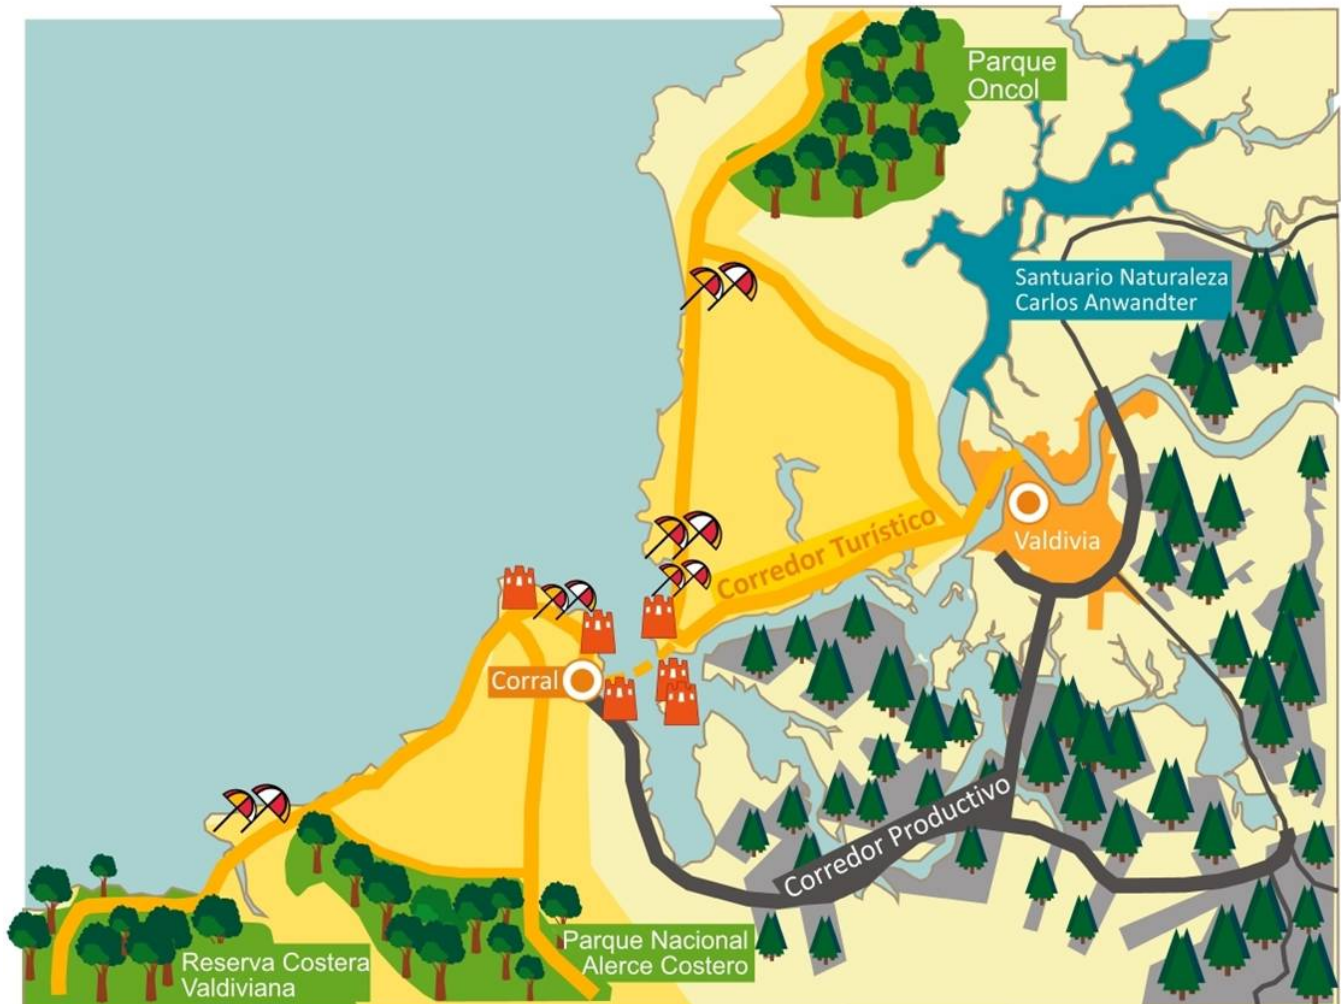 Parque
Oncol
Santuario Naturaleza
Carlos Anwandter
Corredor Turístico
Valdivia
Corral
Corredor Productivo
Parque Nacional
Alerce Costero
Reserva Costera
Valdiviana